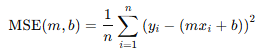 MSE(m, b) = \frac{1}{n} \sum_{i=1}^{n} (y_i − (mx_i + b))^2